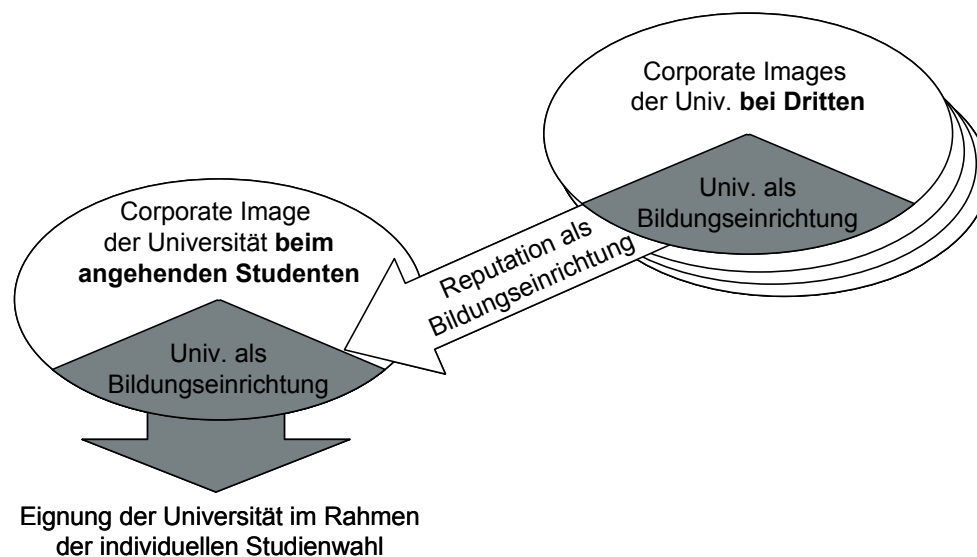 Corporate Images
der Univ. bei Dritten
Univ. als
Bildungseinrichtung
Corporate Image
der Universität beim
angehenden Studenten
Reputation als
Bildungseinrichtung
Univ. als
Bildungseinrichtung
Eignung der Universität im Rahmen
der individuellen Studienwahl